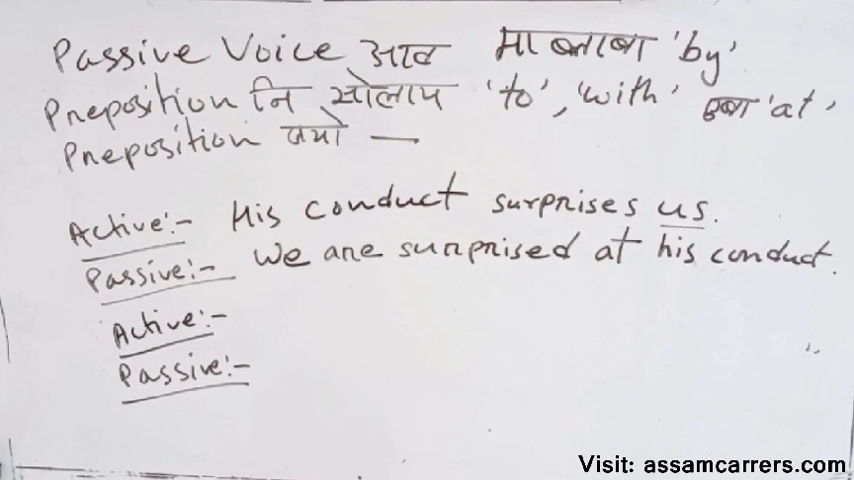 Passive Voice आव मा ब्लाबा 'by'
Preposition नि सोलाय 'to', 'with' एबा 'at'
Preposition जायो —
Active:- His conduct surprises us.
Passive:- We are surprised at his conduct.
Active:-
Passive:-
Visit: assamcarrers.com